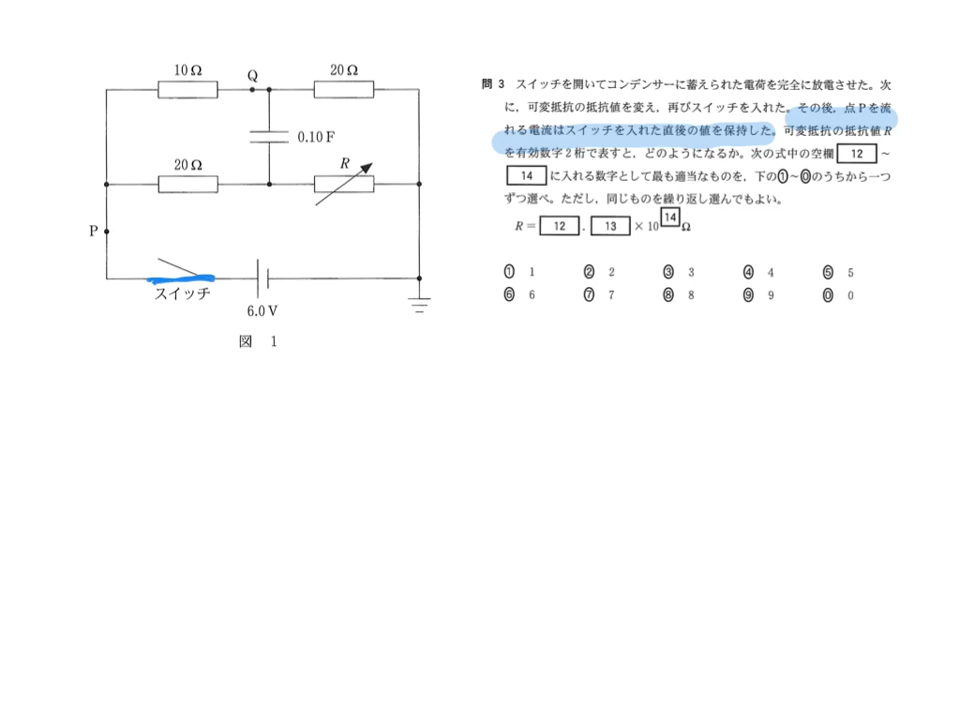 10Ω
Q
20Ω
0.10F
20Ω
R
P
スイッチ
6.0V
図 1
問 3 スイッチを開いてコンデンサーに蓄えられた電荷を完全に放電させた。次
に，可変抵抗の抵抗値を変え，再びスイッチを入れた。その後，点Pを流
れる電流はスイッチを入れた直後の値を保持した。可変抵抗の抵抗値R
を有効数字2桁で表すと，どのようになるか。次の式中の空欄 12 ～
14 に入れる数字として最も適当なものを，下の①～⓪のうちから一つ
ずつ選べ。ただし，同じものを繰り返し選んでもよい。
R = 12 . 13 × 10 14 Ω
① 1 ② 2 ③ 3 ④ 4 ⑤ 5
⑥ 6 ⑦ 7 ⑧ 8 ⑨ 9 ⓪ 0